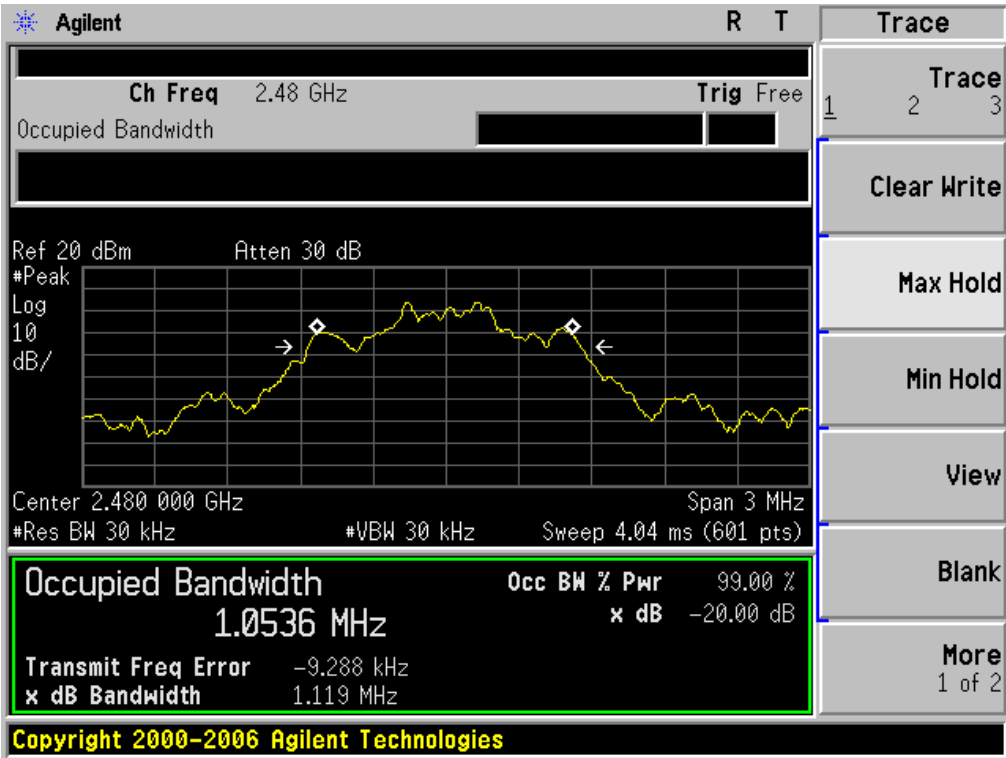 Agilent R T Trace
Ch Freq 2.48 GHz Trig Free
Occupied Bandwidth
Trace
1 2 3
Clear Write
Max Hold
Min Hold
View
Blank
More
1 of 2
Ref 20 dBm Atten 30 dB
#Peak
Log
10
dB/
Center 2.480 000 GHz Span 3 MHz
#Res BW 30 kHz #VBW 30 kHz Sweep 4.04 ms (601 pts)
Occupied Bandwidth Occ BW % Pwr 99.00 %
1.0536 MHz x dB -20.00 dB
Transmit Freq Error -9.288 kHz
x dB Bandwidth 1.119 MHz
Copyright 2000-2006 Agilent Technologies